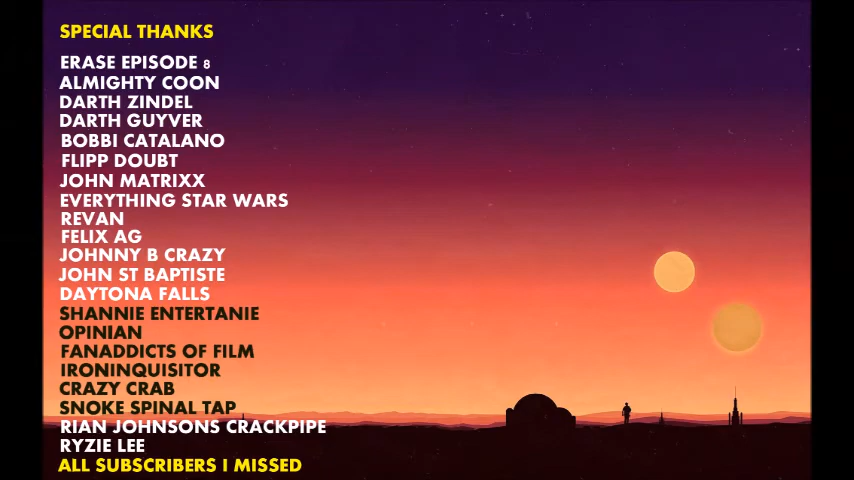 SPECIAL THANKS
ERASE EPISODE 8
ALMIGHTY COON
DARTH ZINDEL
DARTH GUYVER
BOBBI CATALANO
FLIPP DOUBT
JOHN MATRIXX
EVERYTHING STAR WARS
REVAN
FELIX AG
JOHNNY B CRAZY
JOHN ST BAPTISTE
DAYTONA FALLS
SHANNIE ENTERTANIE
OPINIAN
FANADDICTS OF FILM
IRONINQUISITOR
CRAZY CRAB
SNOKE SPINAL TAP
RIAN JOHNSONS CRACKPIPE
RYZIE LEE
ALL SUBSCRIBERS I MISSED